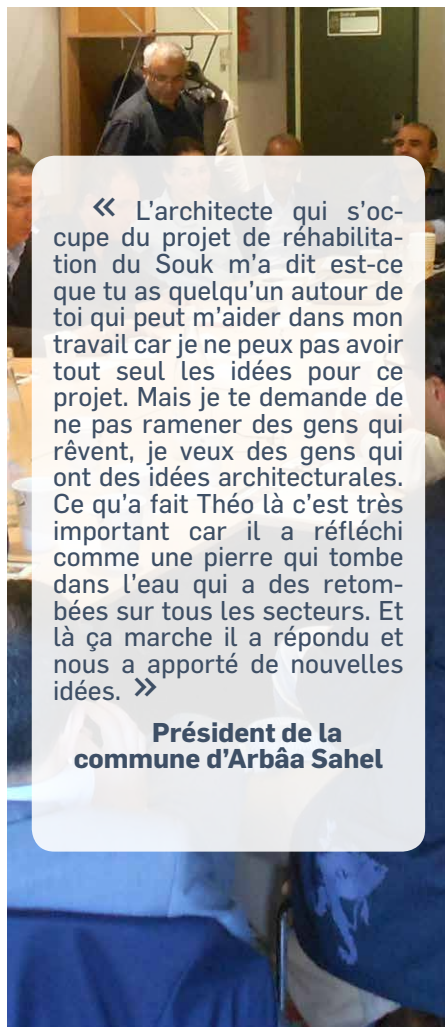 « L’architecte qui s’oc-
cupe du projet de réhabilita-
tion du Souk m’a dit est-ce
que tu as quelqu’un autour de
toi qui peut m’aider dans mon
travail car je ne peux pas avoir
tout seul les idées pour ce
projet. Mais je te demande de
ne pas ramener des gens qui
rêvent, je veux des gens qui
ont des idées architecturales.
Ce qu’a fait Théo là c’est très
important car il a réfléchi
comme une pierre qui tombe
dans l’eau qui a des retom-
bées sur tous les secteurs. Et
là ça marche il a répondu et
nous a apporté de nouvelles
idées. »
Président de la
commune d’Arbâa Sahel